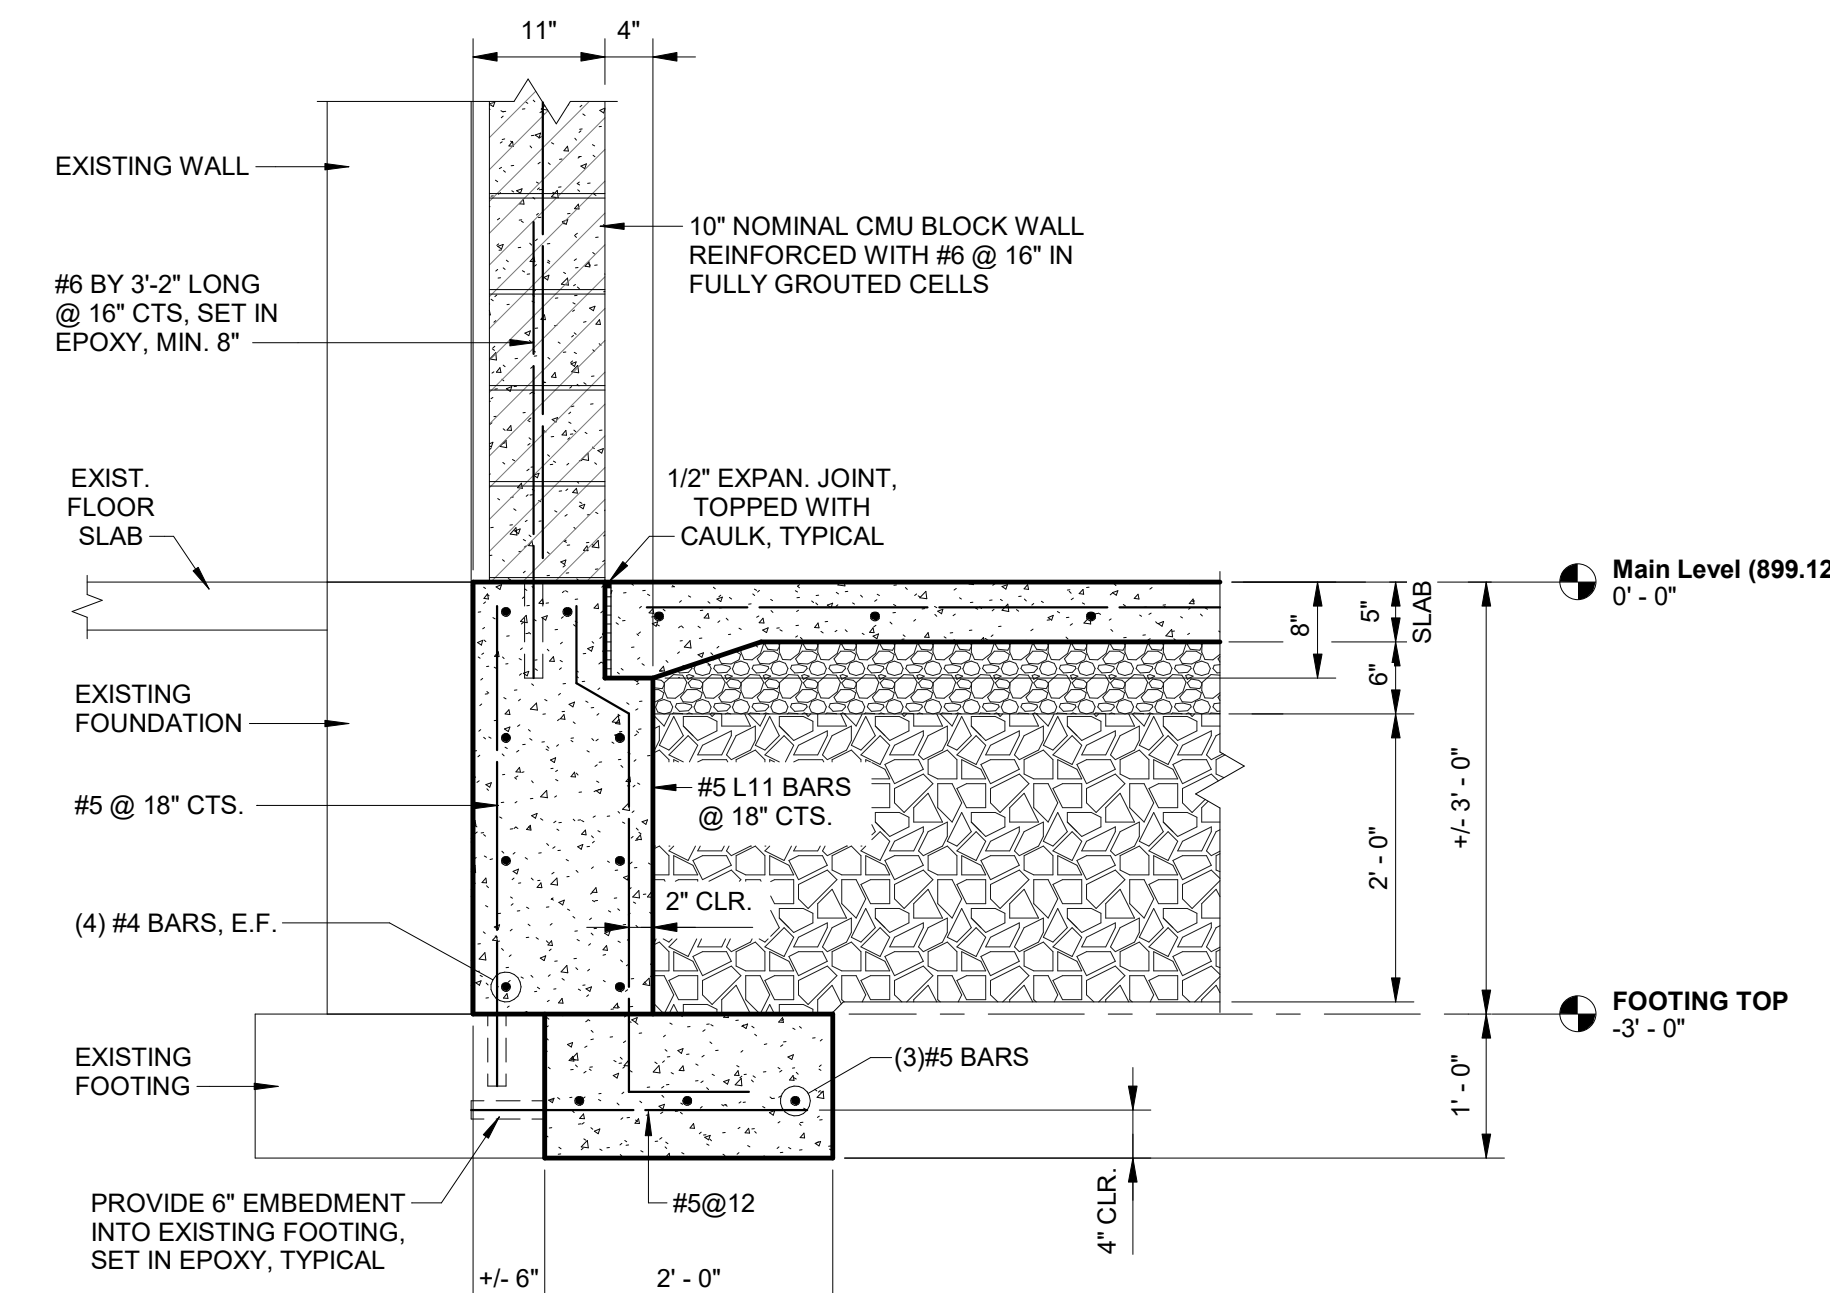 11"
4"
EXISTING WALL
10" NOMINAL CMU BLOCK WALL
REINFORCED WITH #6 @ 16" IN
FULLY GROUTED CELLS
#6 BY 3'-2" LONG
@ 16" CTS, SET IN
EPOXY, MIN. 8"
EXIST.
FLOOR
SLAB
1/2" EXPAN. JOINT,
TOPPED WITH
CAULK, TYPICAL
Main Level (899.12
0' - 0"
8"
5"
SLAB
6"
EXISTING
FOUNDATION
#5 @ 18" CTS.
#5 L11 BARS
@ 18" CTS.
2' - 0"
+/- 3' - 0"
2" CLR.
(4) #4 BARS, E.F.
FOOTING TOP
-3' - 0"
EXISTING
FOOTING
(3)#5 BARS
1' - 0"
4" CLR.
PROVIDE 6" EMBEDMENT
INTO EXISTING FOOTING,
SET IN EPOXY, TYPICAL
#5@12
+/- 6"
2' - 0"